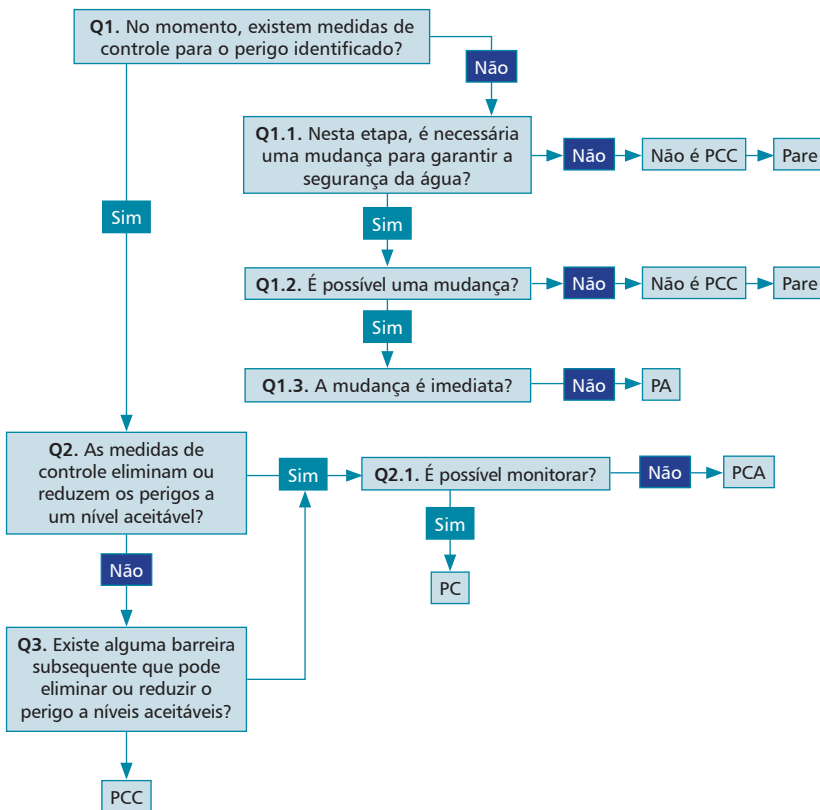 Q1. No momento, existem medidas de
controle para o perigo identificado?
Não
Q1.1. Nesta etapa, é necessária
uma mudança para garantir a
segurança da água?
Não
Não é PCC
Pare
Sim
Sim
Q1.2. É possível uma mudança?
Não
Não é PCC
Pare
Sim
Q1.3. A mudança é imediata?
Não
PA
Q2. As medidas de
controle eliminam ou
reduzem os perigos a
um nível aceitável?
Sim
Q2.1. É possível monitorar?
Não
PCA
Sim
PC
Não
Q3. Existe alguma barreira
subsequente que pode
eliminar ou reduzir o
perigo a níveis aceitáveis?
PCC